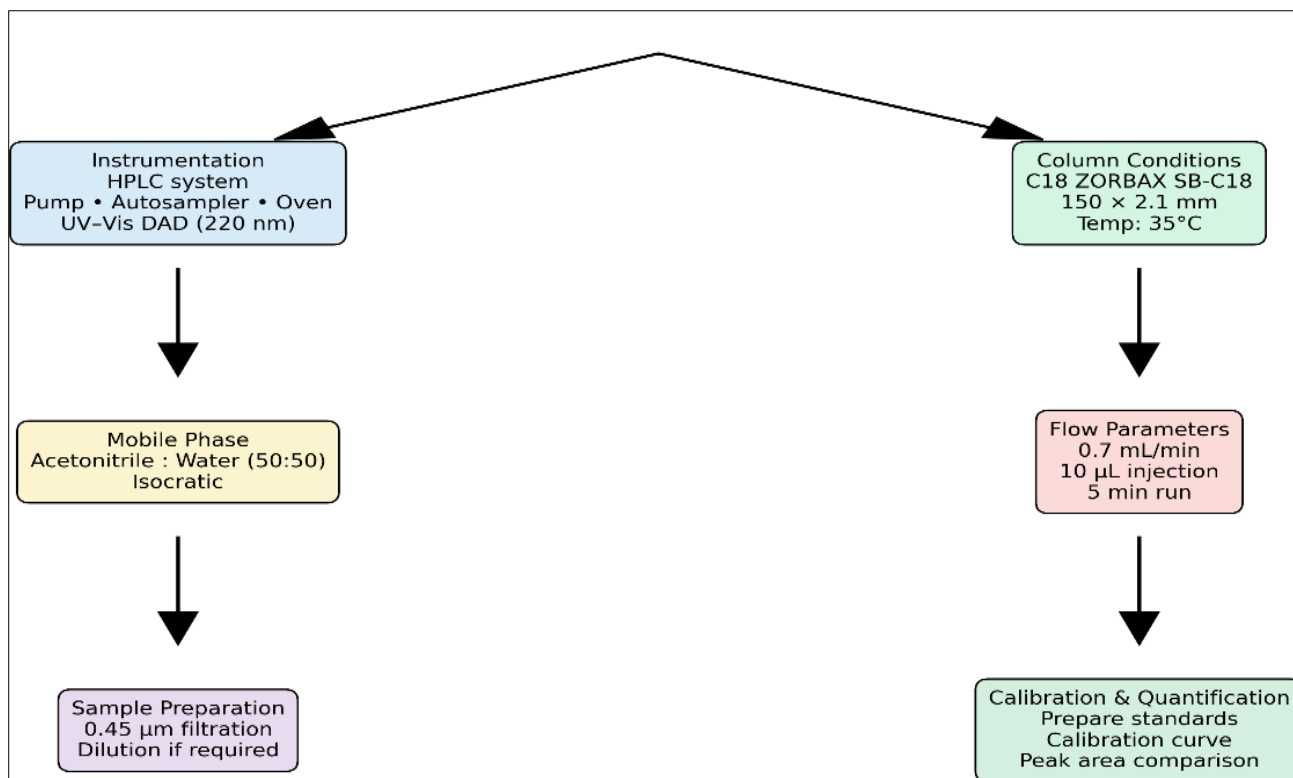 Instrumentation
HPLC system
Pump • Autosampler • Oven
UV–Vis DAD (220 nm)
Column Conditions
C18 ZORBAX SB-C18
150 × 2.1 mm
Temp: 35°C
Mobile Phase
Acetonitrile : Water (50:50)
Isocratic
Flow Parameters
0.7 mL/min
10 µL injection
5 min run
Sample Preparation
0.45 µm filtration
Dilution if required
Calibration & Quantification
Prepare standards
Calibration curve
Peak area comparison